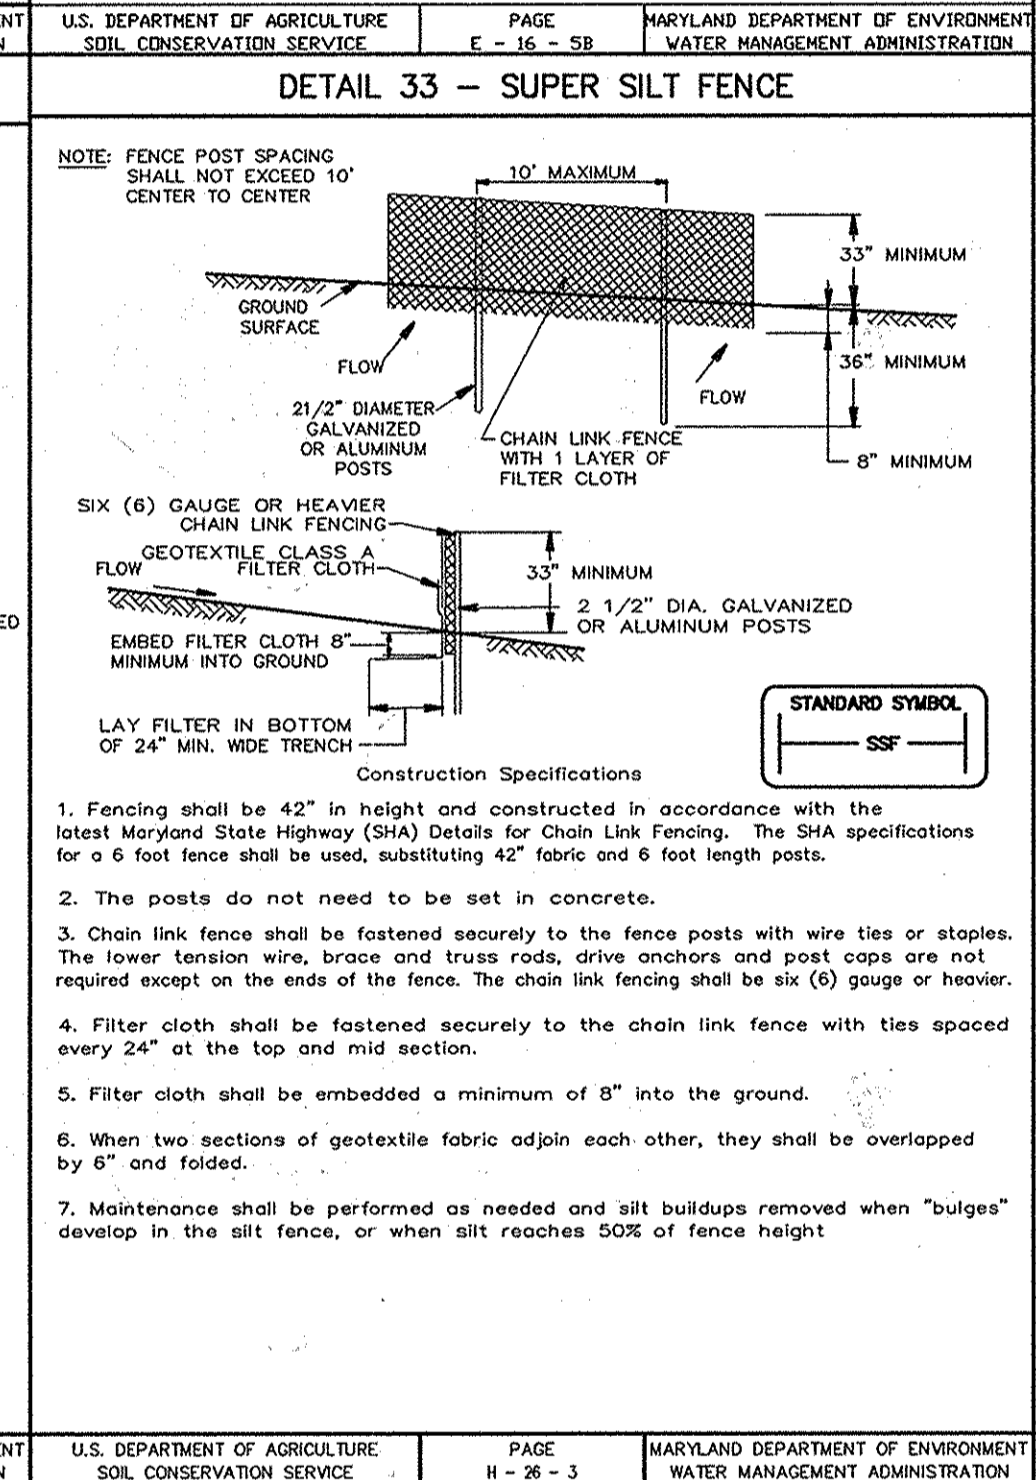 NT
N
U.S. DEPARTMENT OF AGRICULTURE
SOIL CONSERVATION SERVICE
PAGE
E - 16 - 5B
MARYLAND DEPARTMENT OF ENVIRONMENT
WATER MANAGEMENT ADMINISTRATION
DETAIL 33 - SUPER SILT FENCE
NOTE: FENCE POST SPACING
SHALL NOT EXCEED 10'
CENTER TO CENTER
10' MAXIMUM
33" MINIMUM
GROUND
SURFACE
FLOW
36" MINIMUM
FLOW
21/2" DIAMETER
GALVANIZED
OR ALUMINUM
POSTS
CHAIN LINK FENCE
WITH 1 LAYER OF
FILTER CLOTH
8" MINIMUM
SIX (6) GAUGE OR HEAVIER
CHAIN LINK FENCING
GEOTEXTILE CLASS A
FILTER CLOTH
FLOW
33" MINIMUM
2 1/2" DIA. GALVANIZED
OR ALUMINUM POSTS
ED
EMBED FILTER CLOTH 8"
MINIMUM INTO GROUND
LAY FILTER IN BOTTOM
OF 24" MIN. WIDE TRENCH
STANDARD SYMBOL
SSF
Construction Specifications
1. Fencing shall be 42" in height and constructed in accordance with the
latest Maryland State Highway (SHA) Details for Chain Link Fencing. The SHA specifications
for a 6 foot fence shall be used, substituting 42" fabric and 6 foot length posts.
2. The posts do not need to be set in concrete.
3. Chain link fence shall be fastened securely to the fence posts with wire ties or staples.
The lower tension wire, brace and truss rods, drive anchors and post caps are not
required except on the ends of the fence. The chain link fencing shall be six (6) gauge or heavier.
4. Filter cloth shall be fastened securely to the chain link fence with ties spaced
every 24" at the top and mid section.
5. Filter cloth shall be embedded a minimum of 8" into the ground.
6. When two sections of geotextile fabric adjoin each other, they shall be overlapped
by 6" and folded.
7. Maintenance shall be performed as needed and silt buildups removed when "bulges"
develop in the silt fence, or when silt reaches 50% of fence height
NT
N
U.S. DEPARTMENT OF AGRICULTURE
SOIL CONSERVATION SERVICE
PAGE
H - 26 - 3
MARYLAND DEPARTMENT OF ENVIRONMENT
WATER MANAGEMENT ADMINISTRATION